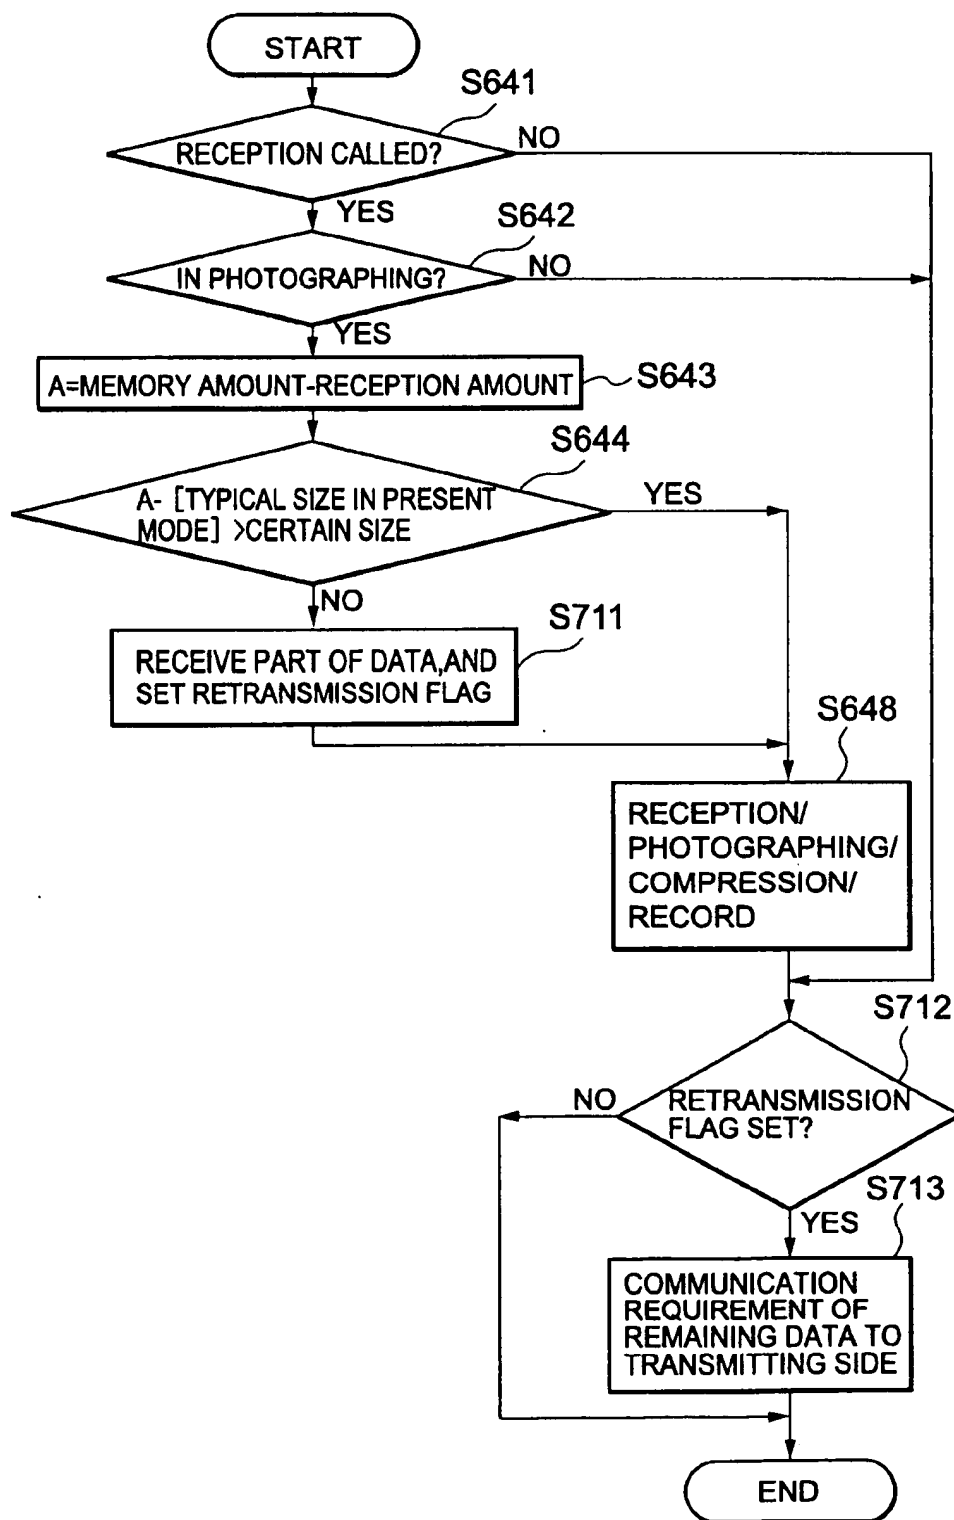 START
S641
RECEPTION CALLED?
NO
YES
S642
IN PHOTOGRAPHING?
NO
YES
A=MEMORY AMOUNT-RECEPTION AMOUNT
S643
S644
A- [TYPICAL SIZE IN PRESENT
MODE] >CERTAIN SIZE
YES
NO
S711
RECEIVE PART OF DATA,AND
SET RETRANSMISSION FLAG
S648
RECEPTION/
PHOTOGRAPHING/
COMPRESSION/
RECORD
S712
NO
RETRANSMISSION
FLAG SET?
S713
YES
COMMUNICATION
REQUIREMENT OF
REMAINING DATA TO
TRANSMITTING SIDE
END